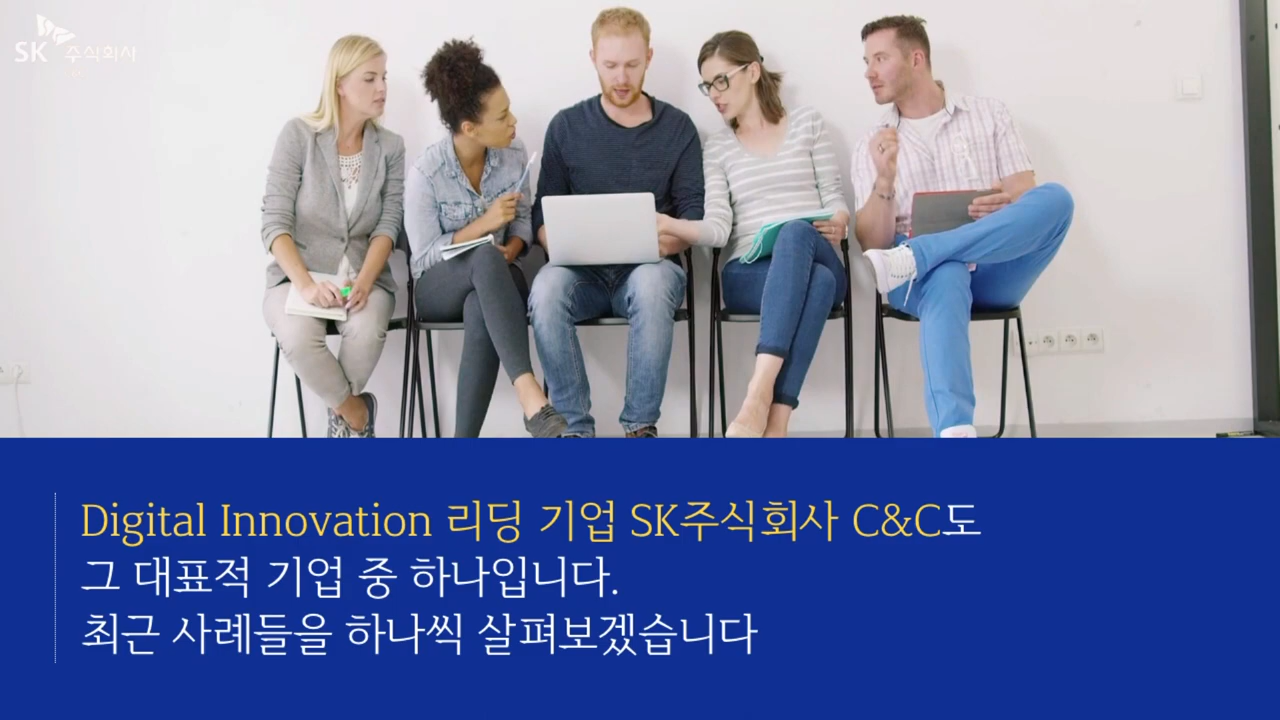 SK 주식회사
Digital Innovation 리딩 기업 SK주식회사 C&C도
그 대표적 기업 중 하나입니다.
최근 사례들을 하나씩 살펴보겠습니다